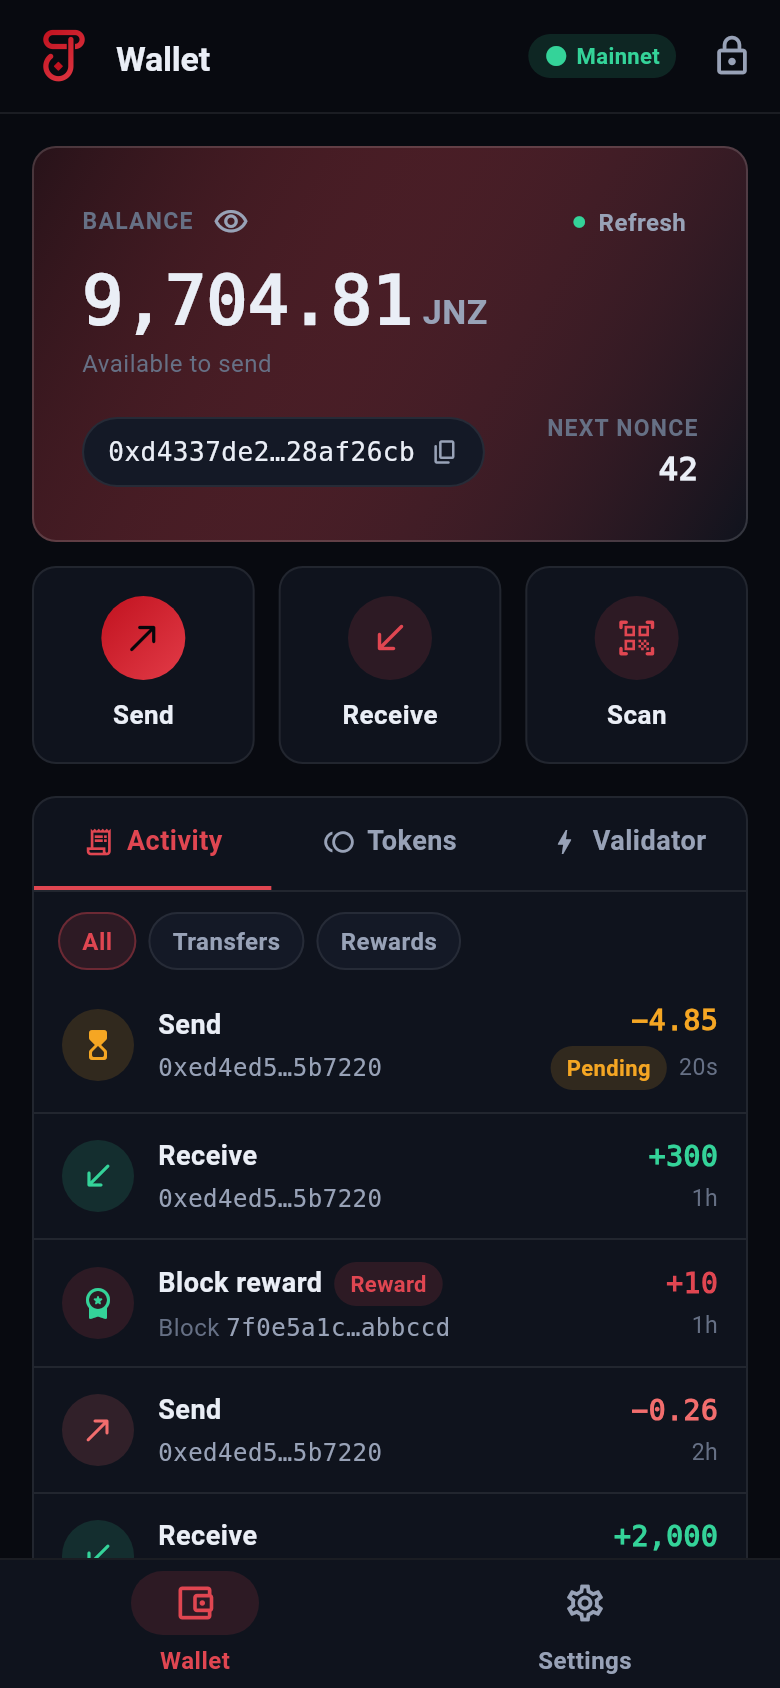 Wallet
Mainnet
BALANCE
Refresh
9,704.81 JNZ
Available to send
0xd4337de2…28af26cb
NEXT NONCE
42
Send
Receive
Scan
Activity
Tokens
Validator
All
Transfers
Rewards
Send
−4.85
0xed4ed5…5b7220
Pending 20s
Receive
+300
0xed4ed5…5b7220
1h
Block reward Reward
+10
Block 7f0e5a1c…abbccd
1h
Send
−0.26
0xed4ed5…5b7220
2h
Receive
+2,000
Wallet
Settings